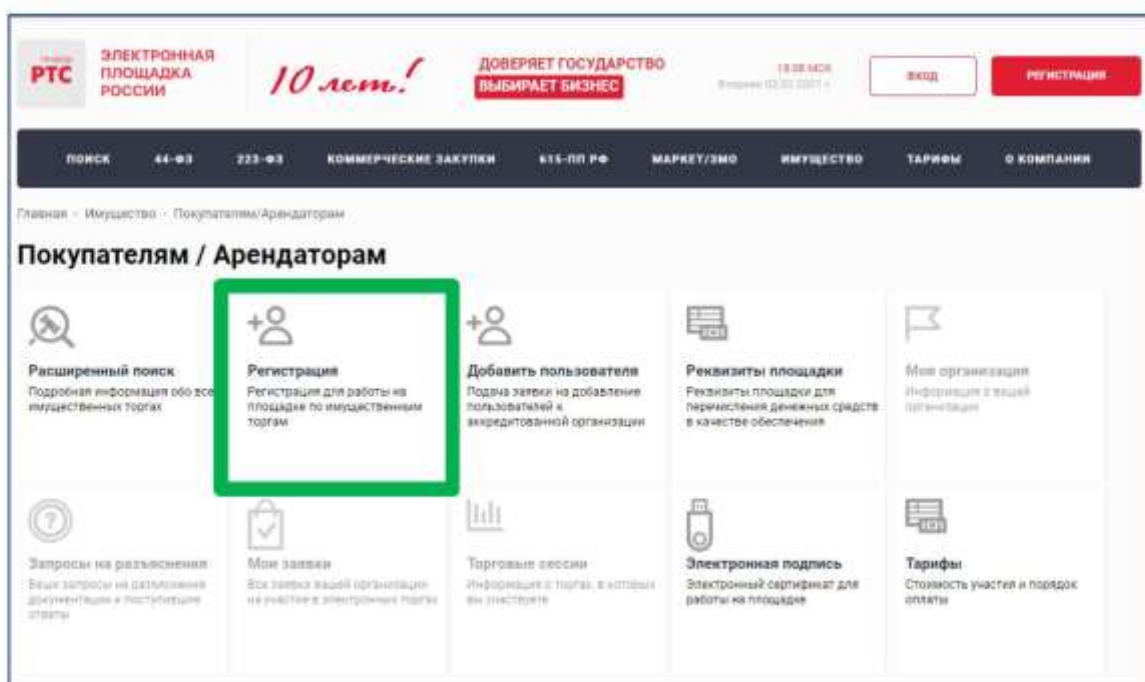 РТС
ЭЛЕКТРОННАЯ
ПЛОЩАДКА
РОССИИ
10 лет!
ДОВЕРЯЕТ ГОСУДАРСТВО
ВЫБИРАЕТ БИЗНЕС
ВХОД
РЕГИСТРАЦИЯ
ПОИСК 44-ФЗ 223-ФЗ КОММЕРЧЕСКИЕ ЗАКУПКИ 615-ПП РФ МАРКЕТ/ЗМО ИМУЩЕСТВО ТАРИФЫ О КОМПАНИИ
Главная - Имущество - Покупателям/Арендаторам
Покупателям / Арендаторам
Расширенный поиск
Подробная информация обо все
имущественных торгах
Регистрация
Регистрация для работы на
площадке по имущественным
торгам
Добавить пользователя
Подача заявки на добавление
пользователей к
аккредитованной организации
Реквизиты площадки
Реквизиты площадки для
перечисления денежных средств
в качестве обеспечения
Моя организация
Информация о вашей
организации
Запросы на разъяснения
Ваши запросы на разъяснения
документации и поступившие
ответы
Мои заявки
Все заявки вашей организации
на участие в электронных торгах
Торговые сессии
Информация о торгах, в которых
вы участвуете
Электронная подпись
Электронный сертификат для
работы на площадке
Тарифы
Стоимость участия и порядок
оплаты